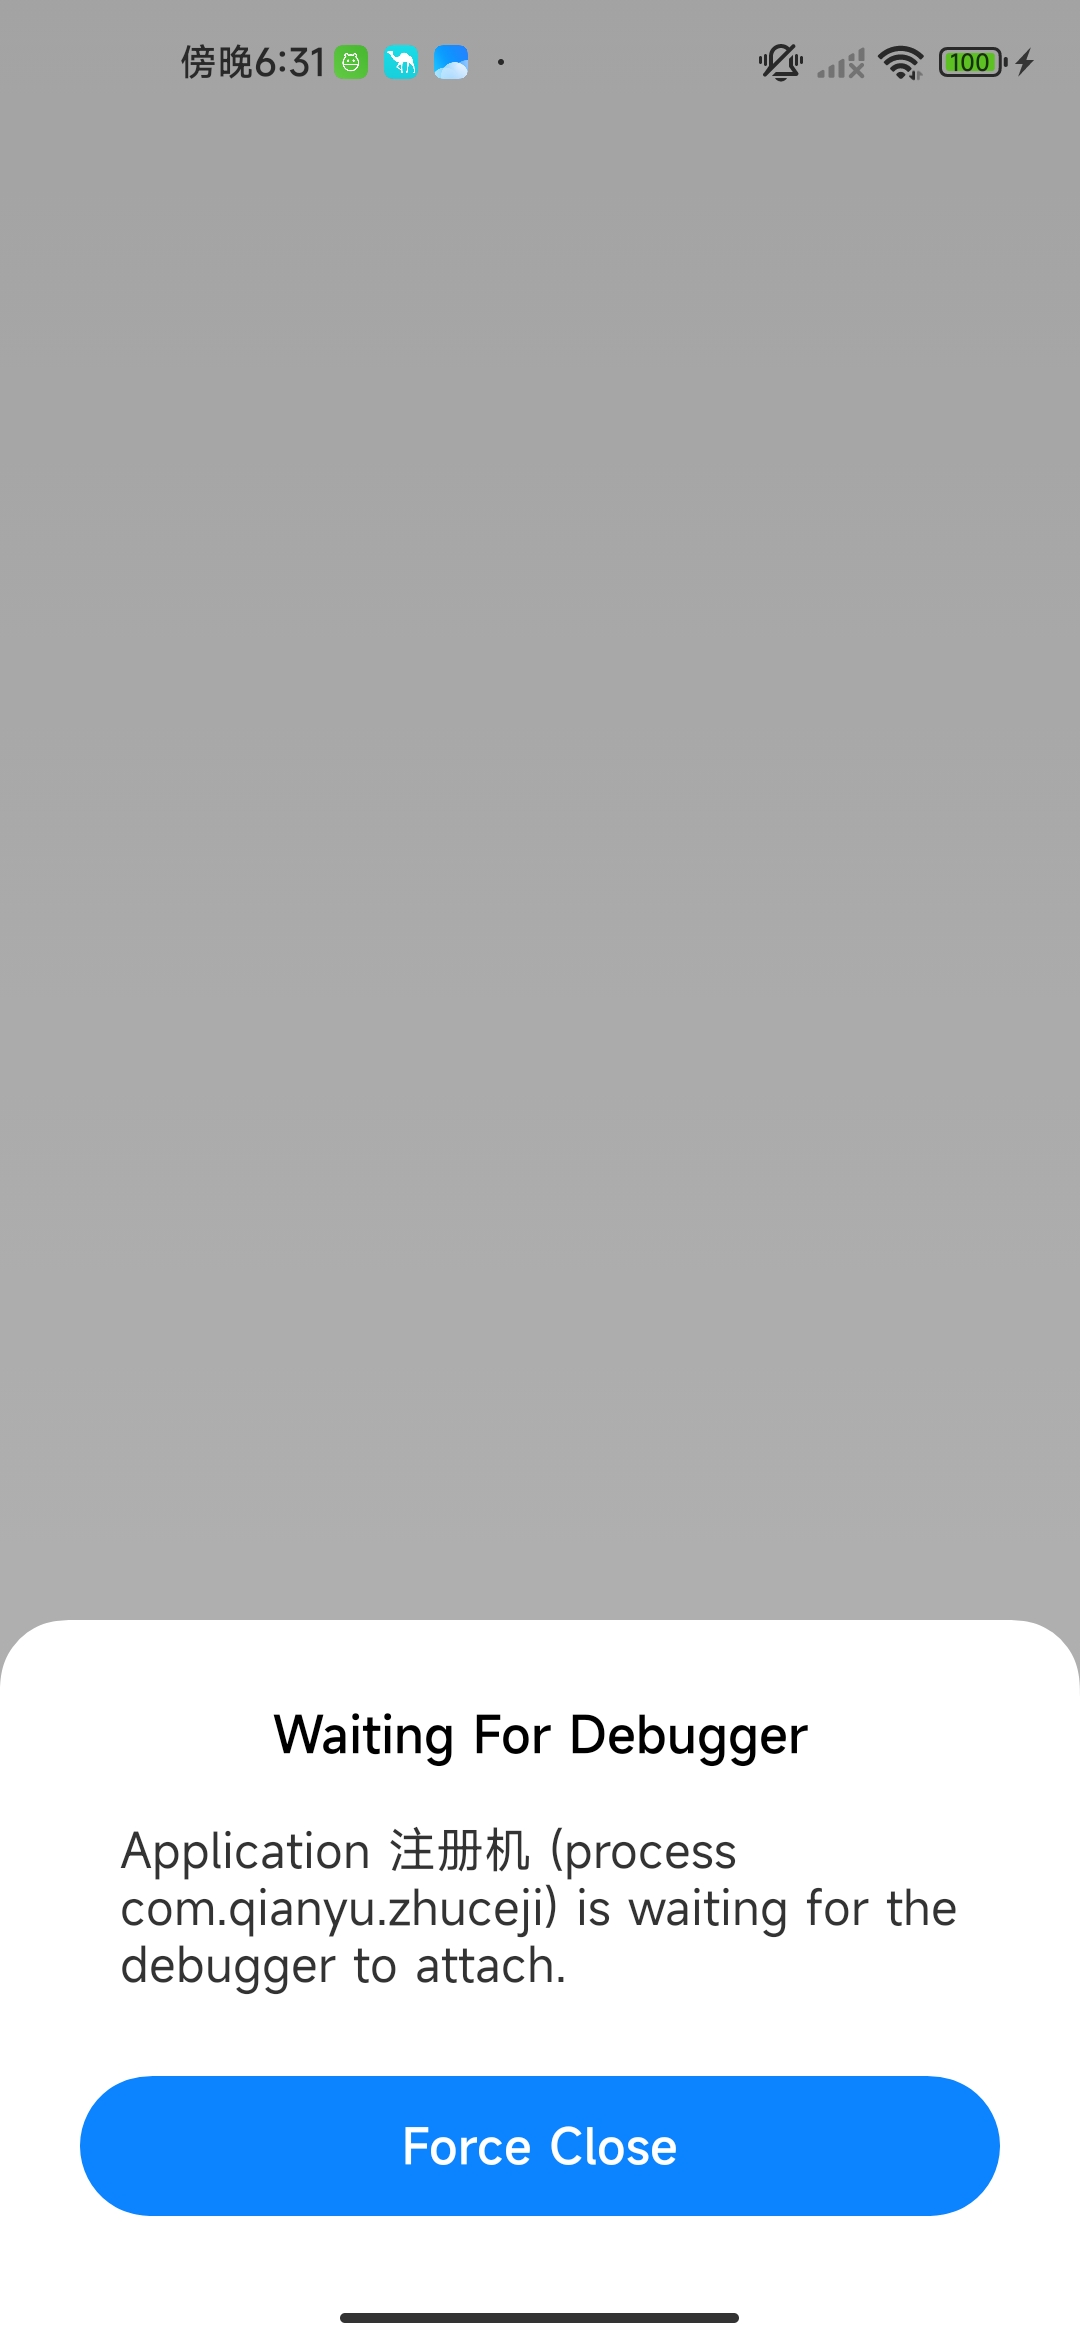 傍晚6:31
100
Waiting For Debugger
Application 注册机 (process
com.qianyu.zhuceji) is waiting for the
debugger to attach.
Force Close